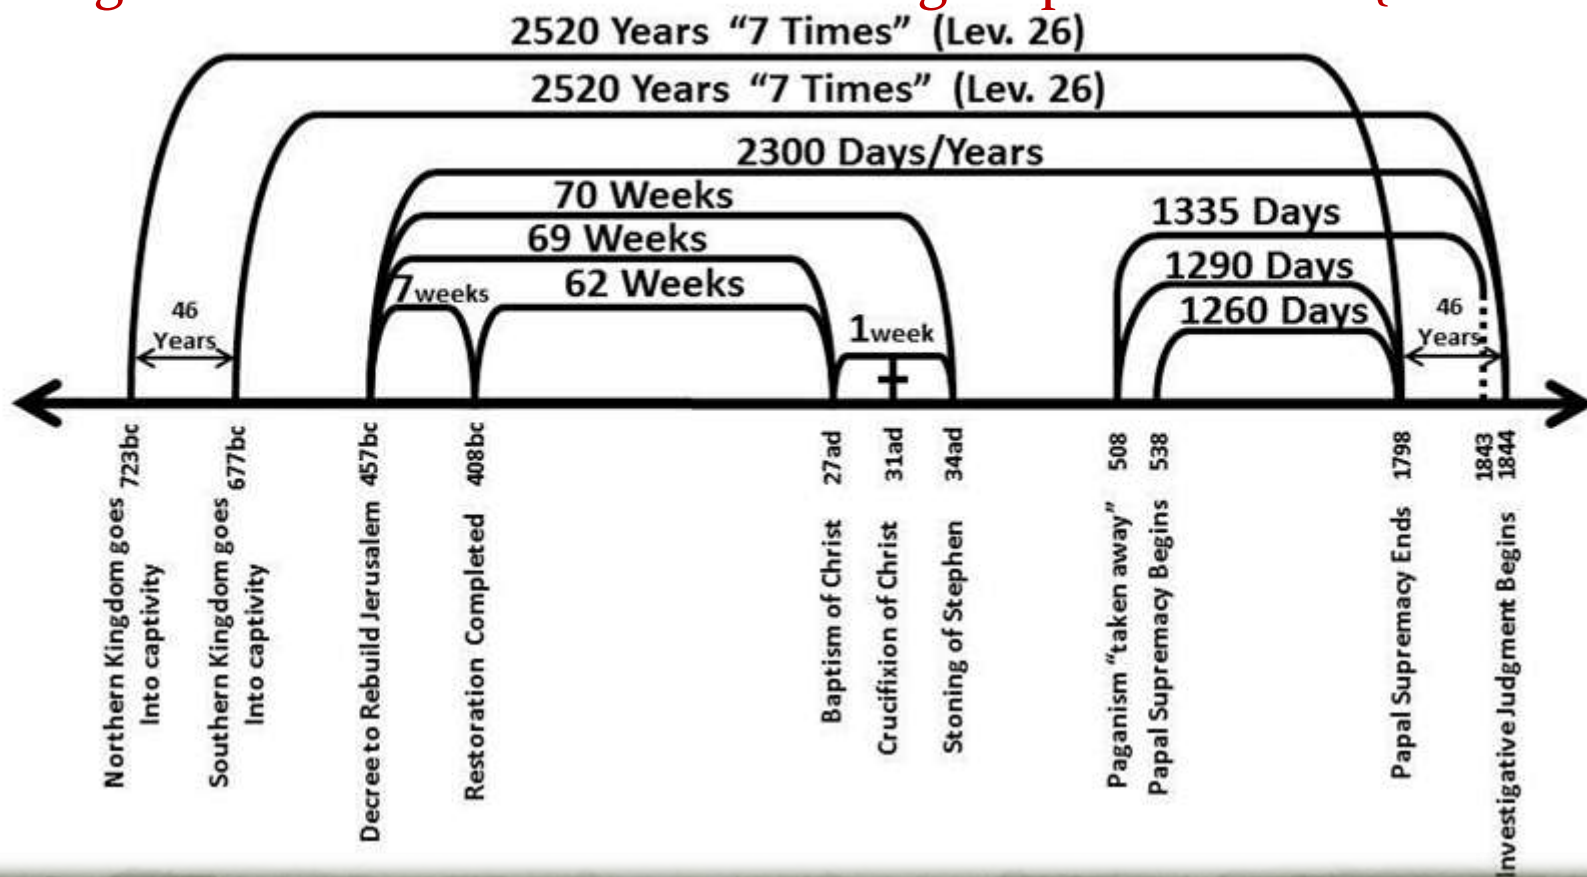 2520 Years “7 Times” (Lev. 26)
2520 Years “7 Times” (Lev. 26)
2300 Days/Years
70 Weeks
1335 Days
69 Weeks
1290 Days
7 weeks
62 Weeks
1260 Days
46
Years
1 week
46
Years
723bc
677bc
457bc
408bc
27ad
31ad
34ad
508
538
1798
1843
1844
Northern Kingdom goes
Into captivity
Southern Kingdom goes
Into captivity
Decree to Rebuild Jerusalem
Restoration Completed
Baptism of Christ
Crucifixion of Christ
Stoning of Stephen
Paganism “taken away”
Papal Supremacy Begins
Papal Supremacy Ends
Investigative Judgment Begins